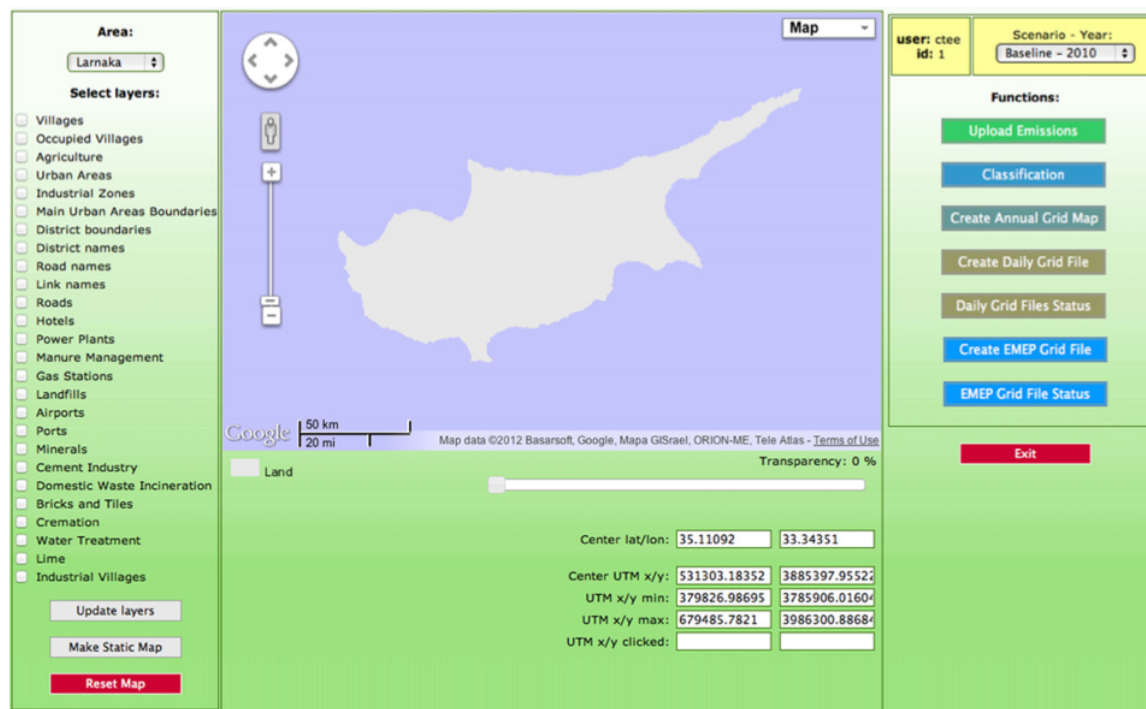 Area:
Larnaka
Select layers:
Villages
Occupied Villages
Agriculture
Urban Areas
Industrial Zones
Main Urban Areas Boundaries
District boundaries
District names
Road names
Link names
Roads
Hotels
Power Plants
Manure Management
Gas Stations
Landfills
Airports
Ports
Minerals
Cement Industry
Domestic Waste Incineration
Bricks and Tiles
Cremation
Water Treatment
Lime
Industrial Villages
Update layers
Make Static Map
Reset Map
Map
Google
50 km
20 mi
Map data ©2012 Basarsoft, Google, Mapa GISrael, ORION-ME, Tele Atlas - Terms of Use
Land
Transparency: 0 %
Center lat/lon: 35.11092 33.34351
Center UTM x/y: 531303.18352 3885397.95522
UTM x/y min: 379826.98695 3785906.01604
UTM x/y max: 679485.7821 3986300.88684
UTM x/y clicked:
user: ctee
id: 1
Scenario - Year:
Baseline - 2010
Functions:
Upload Emissions
Classification
Create Annual Grid Map
Create Daily Grid File
Daily Grid Files Status
Create EMEP Grid File
EMEP Grid File Status
Exit